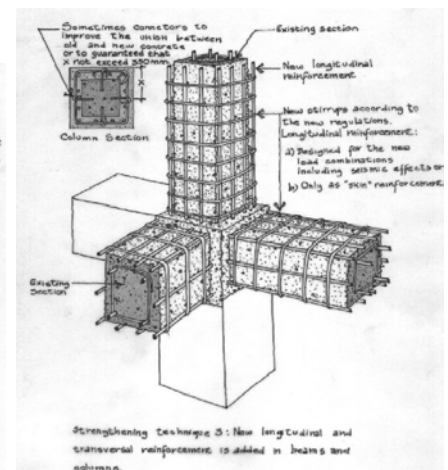 Sometimes conectors to
improve the union between
old and new concrete
or to guaranteed that
x not exceed 350mm
x
Column Section
Existing section
New longitudinal
reinforcement
New stirrups according to
the new regulations.
Longitudinal reinforcement:
a) Designed for the new
load combinations
including seismic effects or
b) Only as "skin" reinforcement
Existing
Section
Strengthening technique 3: New longitudinal and
transversal reinforcement is added in beams and
columns.